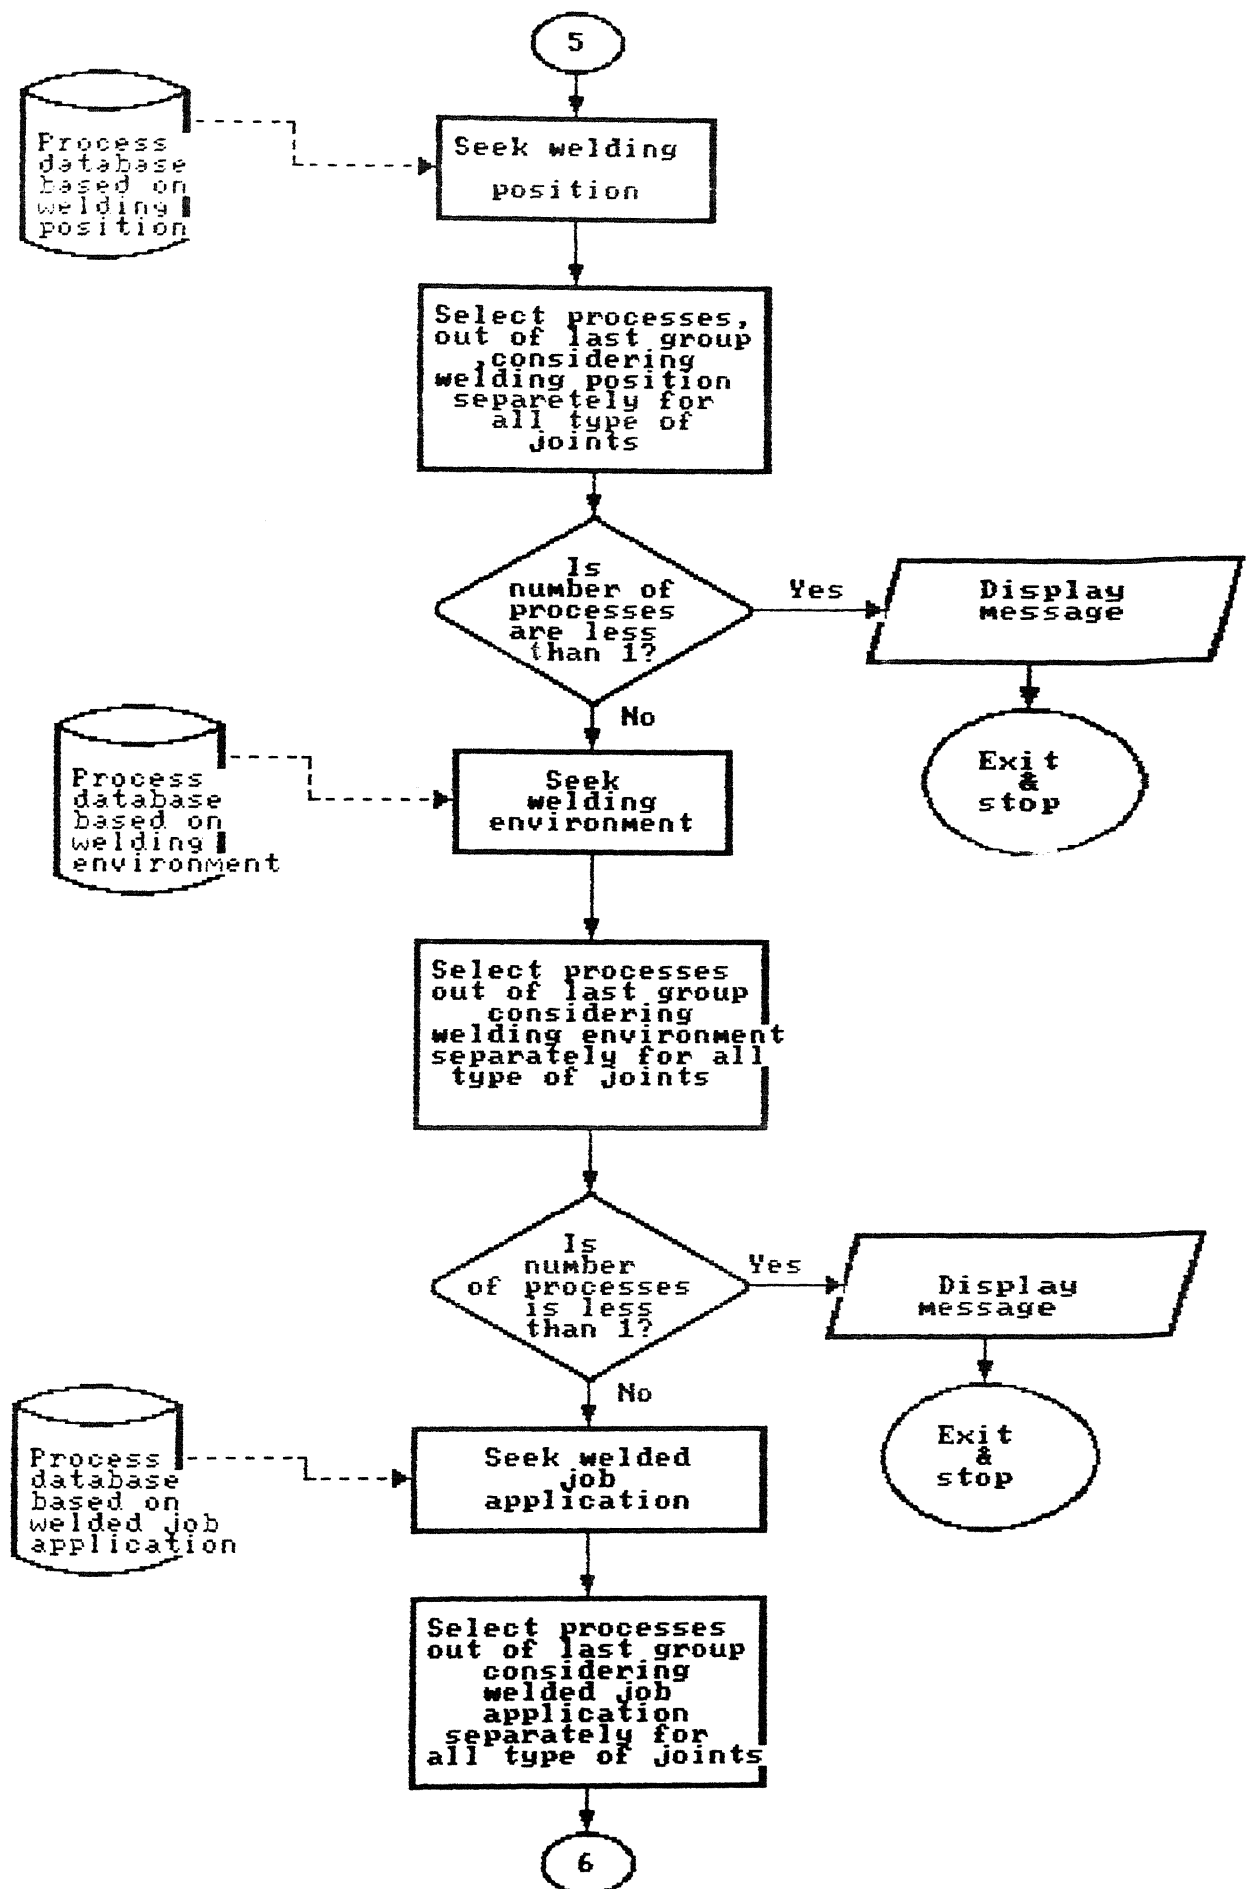 5
Process
database
based on
welding
position
Seek welding
position
Select processes,
out of last group
,considering
welding position
separetely for
all type of
joints
Is
number of
processes
are less
than 1?
Yes
Display
message
No
Exit
&
stop
Process
database
based on
welding
environment
Seek
welding
environment
Select processes
out of last group
considering
welding environment
separately for all
type of joints
Is
number
of processes
is less
than 1?
Yes
Display
message
No
Exit
&
stop
Process
database
based on
welded job
application
Seek welded
job
application
Select processes
out of last group
considering
welded job
application
separately for
all type of joints
6